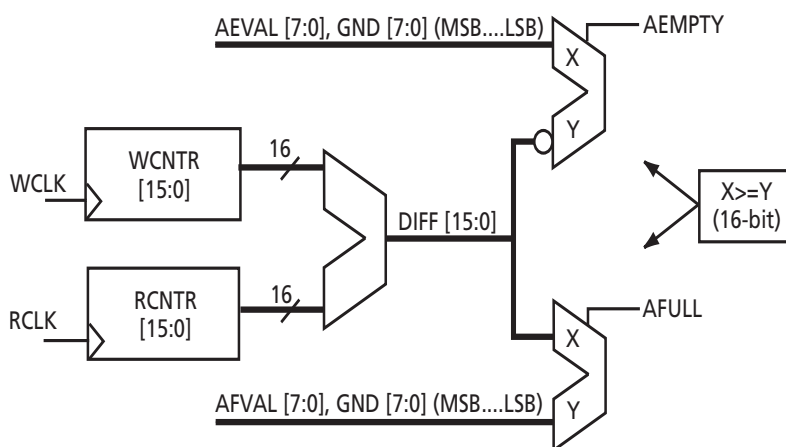 AEVAL [7:0], GND [7:0] (MSB....LSB)
AEMPTY
X
Y
WCNTR
[15:0]
16
WCLK
DIFF [15:0]
X>=Y
(16-bit)
RCNTR
[15:0]
16
RCLK
AFULL
X
AFVAL [7:0], GND [7:0] (MSB....LSB)
Y